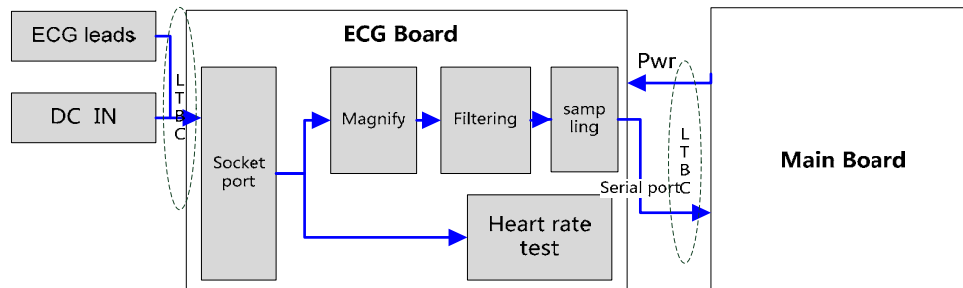 ECG leads
DC IN
L
T
B
C
ECG Board
Socket
port
Magnify
Filtering
samp
ling
Heart rate
test
Pwr
L
T
B
C
Serial port
Main Board